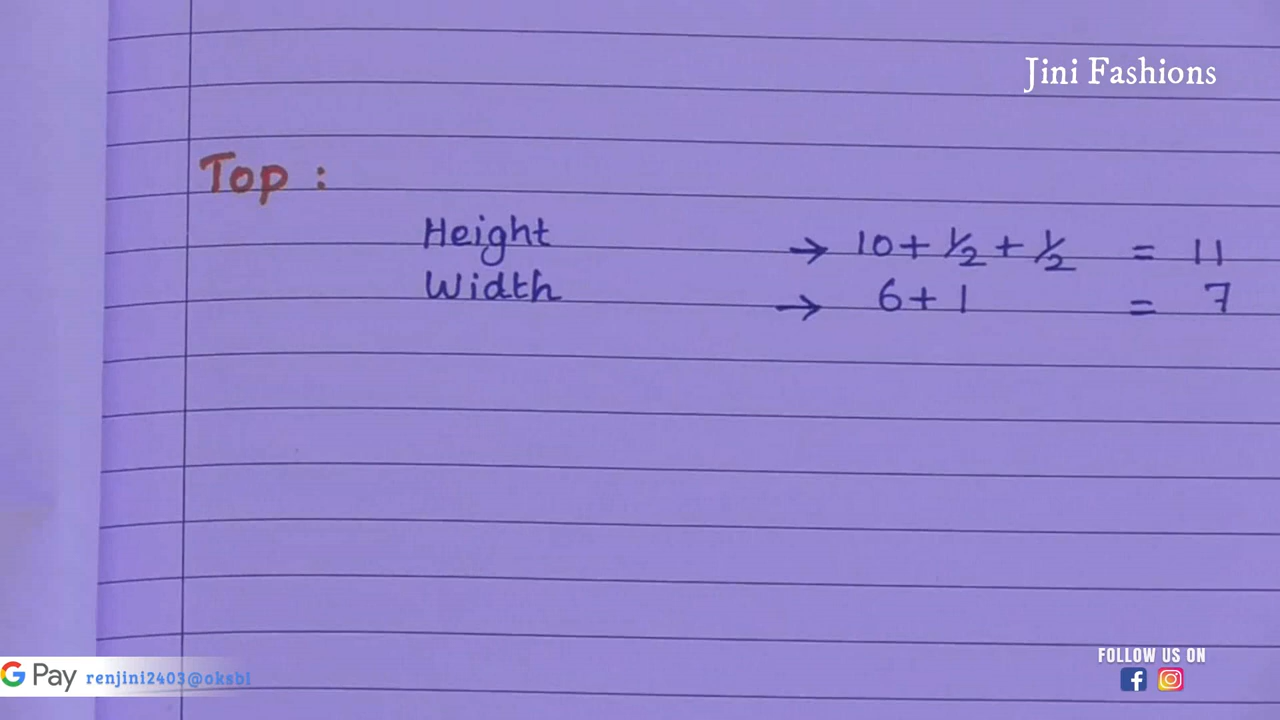 Jini Fashions
Top :
Height → 10 + 1/2 + 1/2 = 11
Width → 6 + 1 = 7
FOLLOW US ON
G Pay renjini2403@oksbi